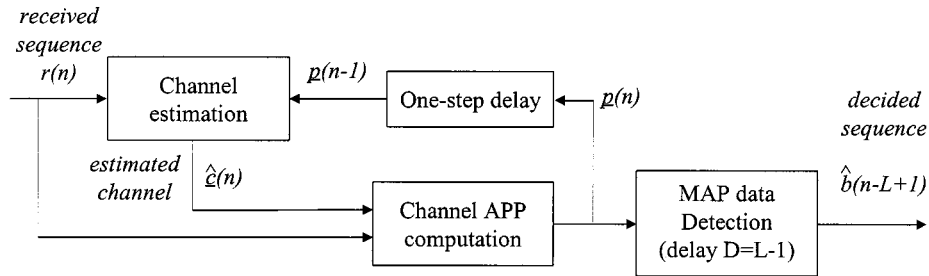 received
sequence
r(n)
Channel
estimation
p(n-1)
One-step delay
p(n)
decided
sequence
estimated
channel
ĉ(n)
Channel APP
computation
MAP data
Detection
(delay D=L-1)
b̂(n-L+1)